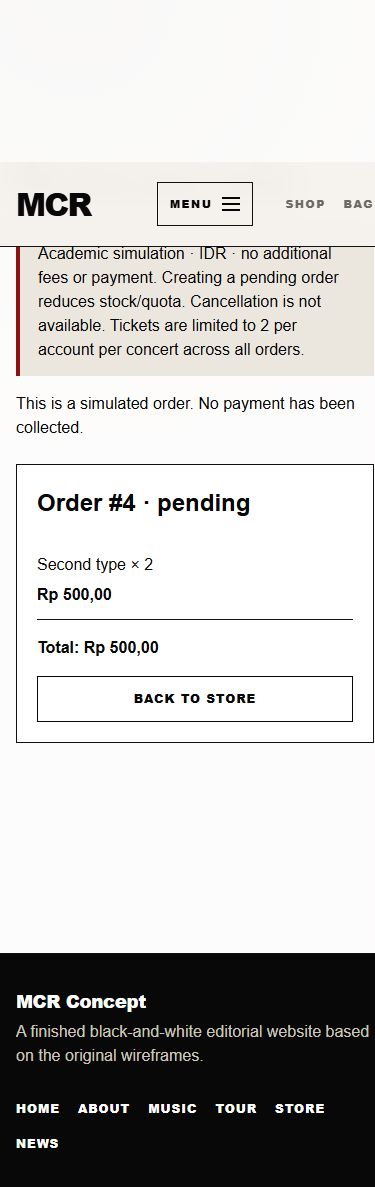 MCR
MENU
SHOP
BAG
Academic simulation · IDR · no additional
fees or payment. Creating a pending order
reduces stock/quota. Cancellation is not
available. Tickets are limited to 2 per
account per concert across all orders.
This is a simulated order. No payment has been
collected.
Order #4 · pending
Second type × 2
Rp 500,00
Total: Rp 500,00
BACK TO STORE
MCR Concept
A finished black-and-white editorial website based
on the original wireframes.
HOME ABOUT MUSIC TOUR STORE
NEWS